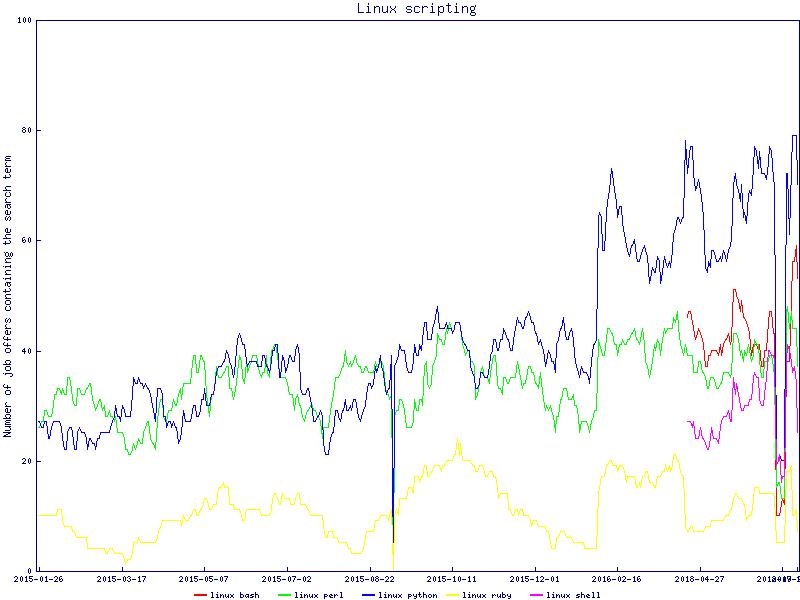 Linux scripting
Number of job offers containing the search term
100
80
60
40
20
0
2015-01-26 2015-03-17 2015-05-07 2015-07-02 2015-08-22 2015-10-11 2015-12-01 2016-02-16 2018-04-27
linux bash linux perl linux python linux ruby linux shell